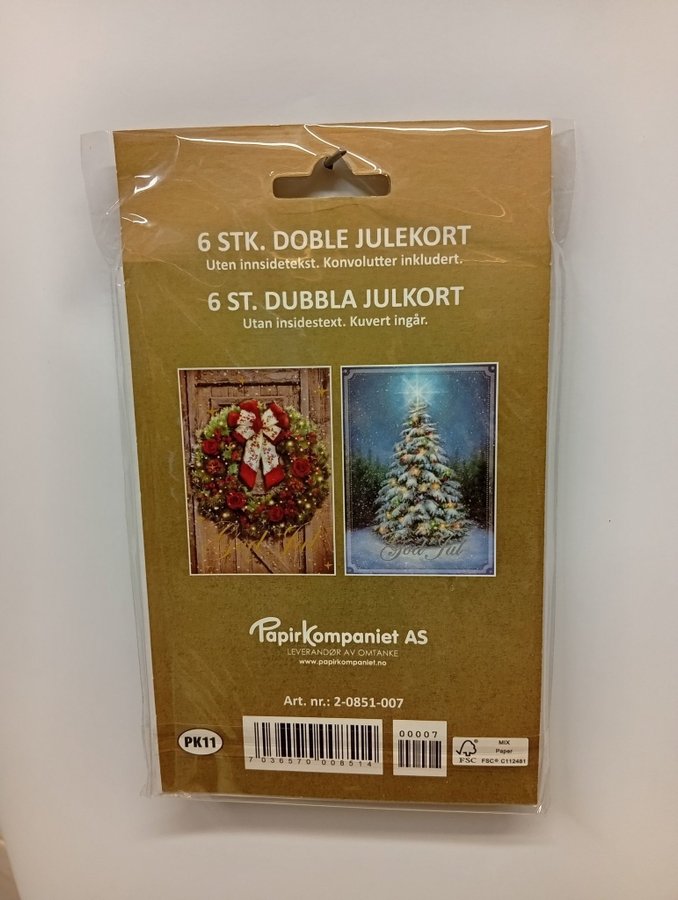 6 STK. DOBLE JULEKORT
Uten innsidetekst. Konvolutter inkludert.
6 ST. DUBBLA JULKORT
Utan insidestext. Kuvert ingår.
God Jul
God Jul
PapirKompaniet AS
LEVERANDØR AV OMTANKE
www.papirkompaniet.no
Art. nr.: 2-0851-007
PK11
7 036570 008514
00007
FSC
MIX
Paper
FSC® C112481